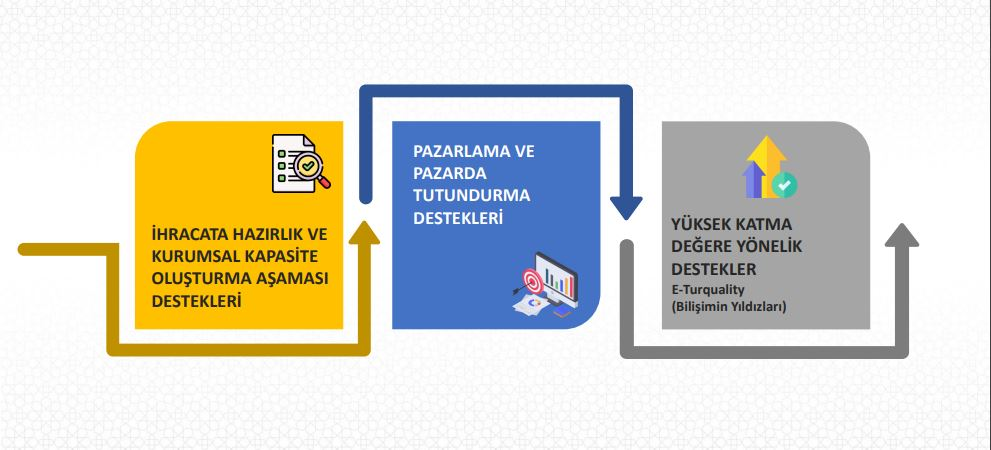 İHRACATA HAZIRLIK VE
KURUMSAL KAPASİTE
OLUŞTURMA AŞAMASI
DESTEKLERİ
PAZARLAMA VE
PAZARDA
TUTUNDURMA
DESTEKLERİ
YÜKSEK KATMA
DEĞERE YÖNELİK
DESTEKLER
E-Turquality
(Bilişimin Yıldızları)